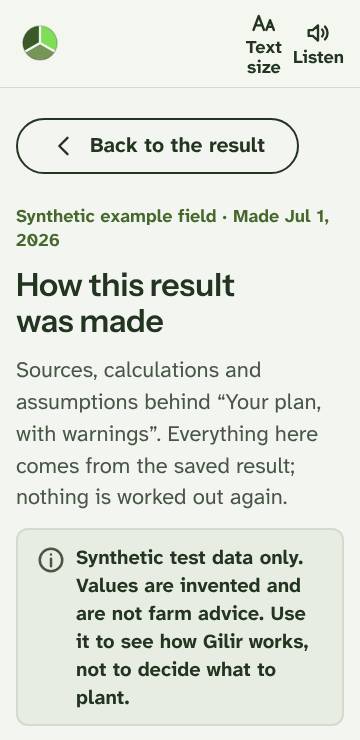 Text
size
Listen
Back to the result
Synthetic example field · Made Jul 1,
2026
How this result
was made
Sources, calculations and
assumptions behind “Your plan,
with warnings”. Everything here
comes from the saved result;
nothing is worked out again.
Synthetic test data only.
Values are invented and
are not farm advice. Use
it to see how Gilir works,
not to decide what to
plant.